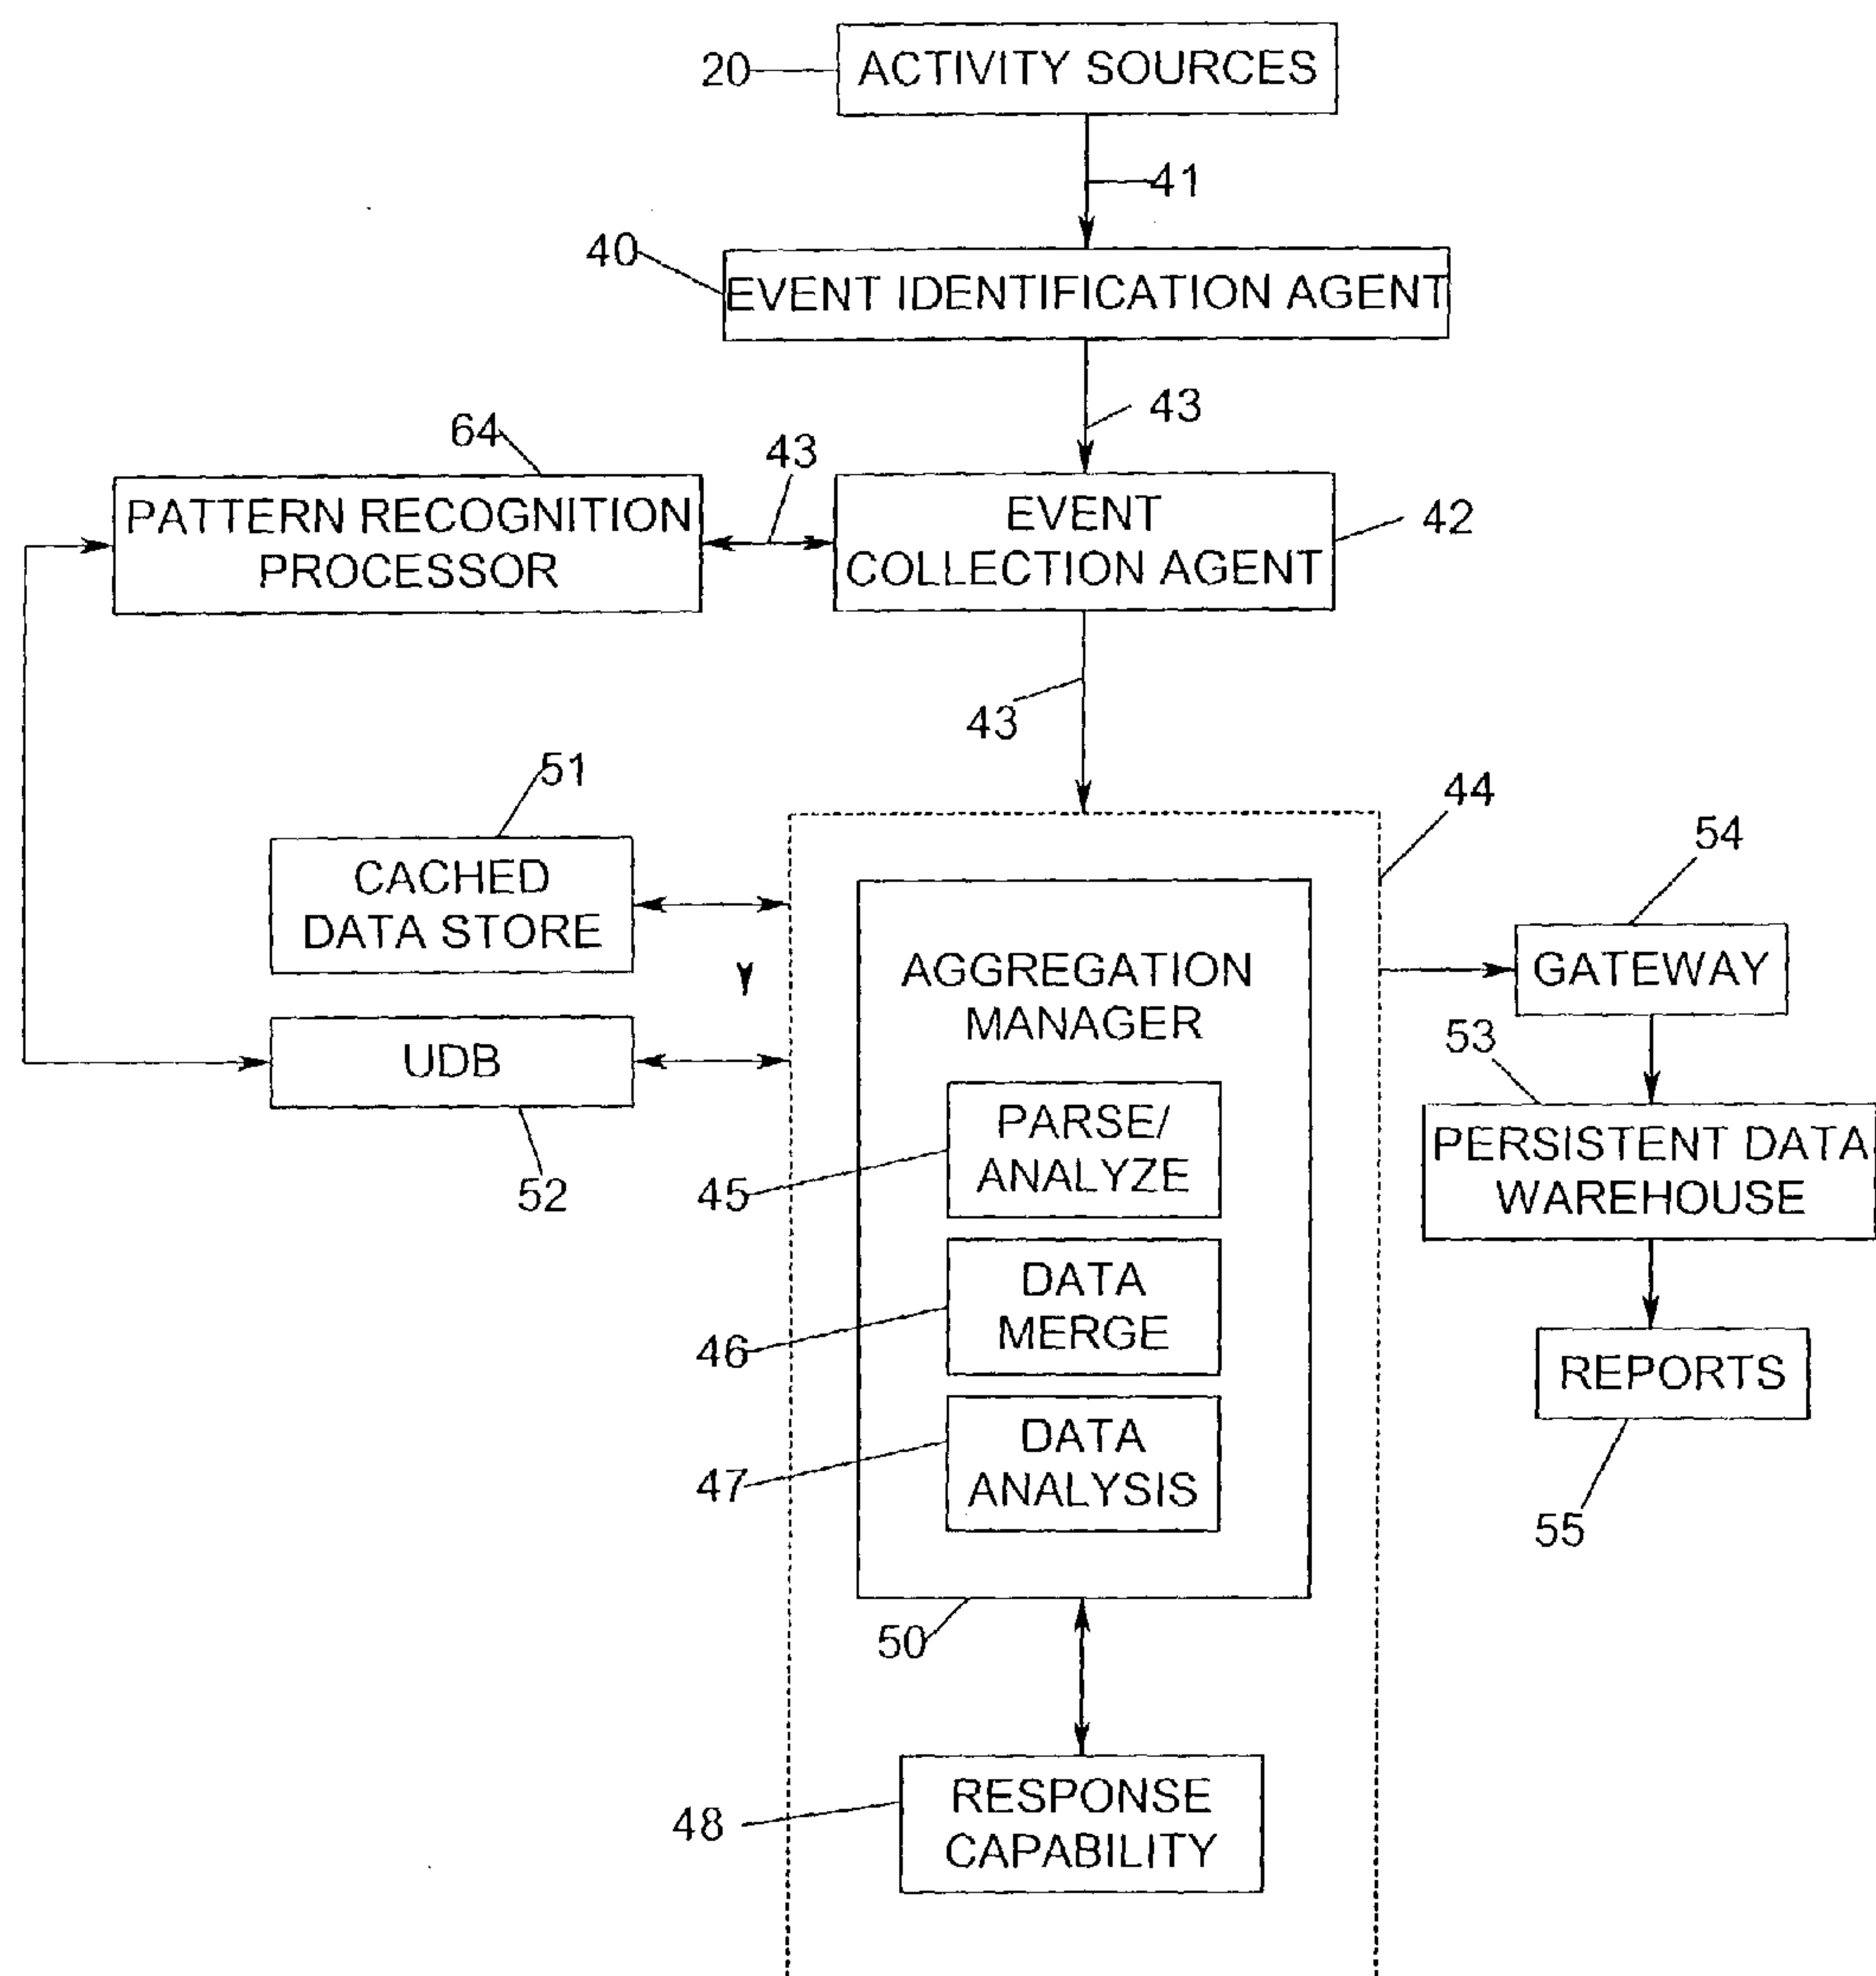 20
ACTIVITY SOURCES
41
40
EVENT IDENTIFICATION AGENT
43
64
43
PATTERN RECOGNITION
PROCESSOR
EVENT
COLLECTION AGENT
42
43
51
44
CACHED
DATA STORE
54
GATEWAY
AGGREGATION
MANAGER
53
UDB
52
PARSE/
ANALYZE
45
PERSISTENT DATA
WAREHOUSE
DATA
MERGE
46
REPORTS
DATA
ANALYSIS
47
55
50
RESPONSE
CAPABILITY
48